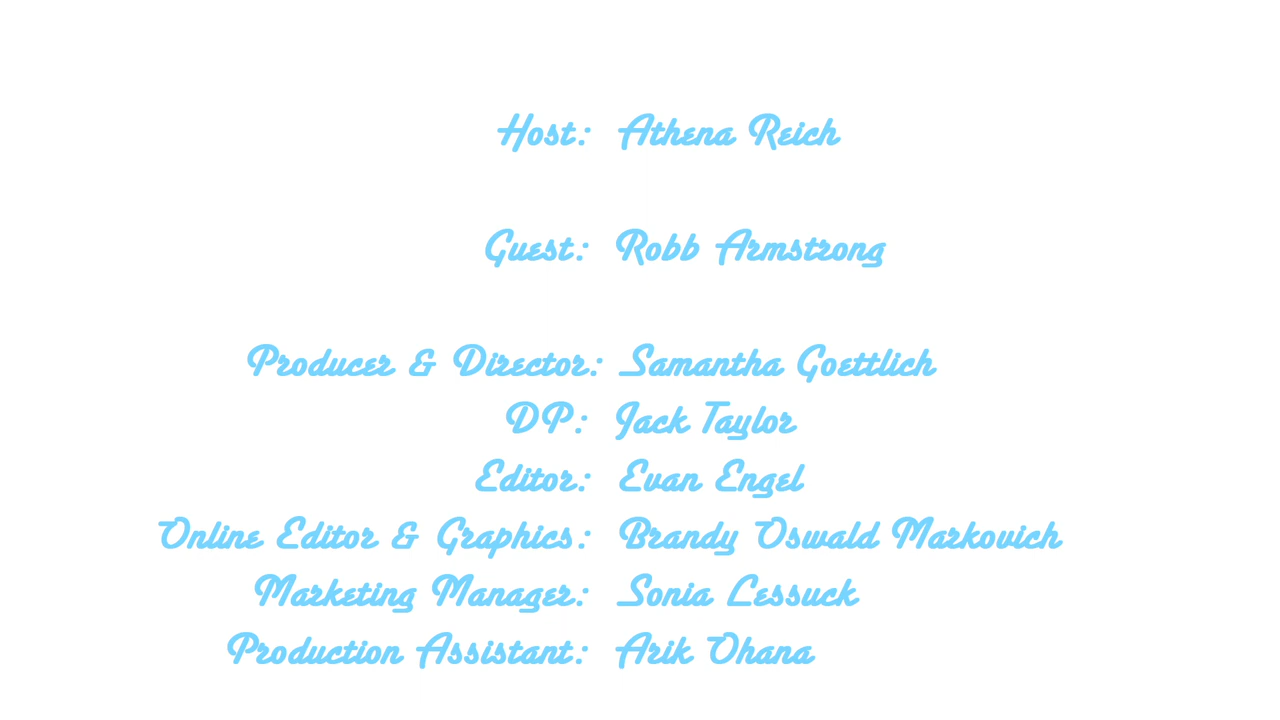 Host: Athena Reich
Guest: Robb Armstrong
Producer & Director: Samantha Goettlich
DP: Jack Taylor
Editor: Evan Engel
Online Editor & Graphics: Brandy Oswald Markovich
Marketing Manager: Sonia Lessuck
Production Assistant: Arik Ohana